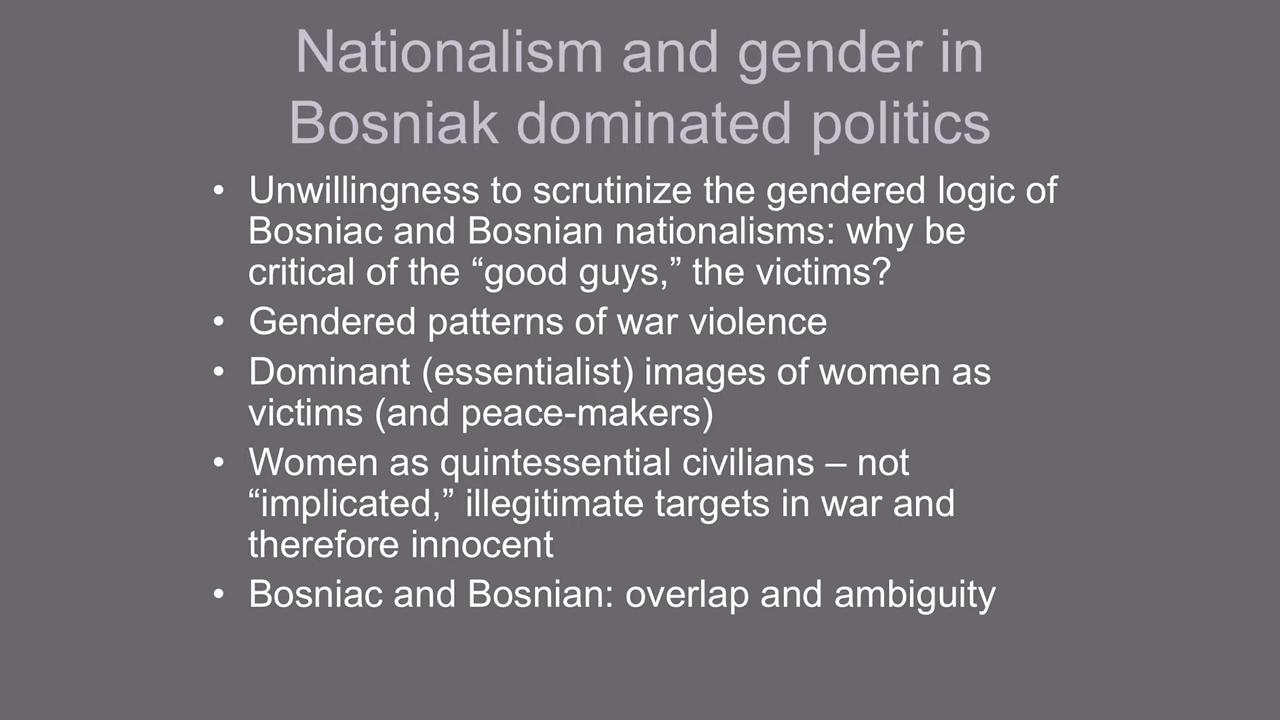 Nationalism and gender in
Bosniak dominated politics
• Unwillingness to scrutinize the gendered logic of
Bosniac and Bosnian nationalisms: why be
critical of the “good guys,” the victims?
• Gendered patterns of war violence
• Dominant (essentialist) images of women as
victims (and peace-makers)
• Women as quintessential civilians – not
“implicated,” illegitimate targets in war and
therefore innocent
• Bosniac and Bosnian: overlap and ambiguity